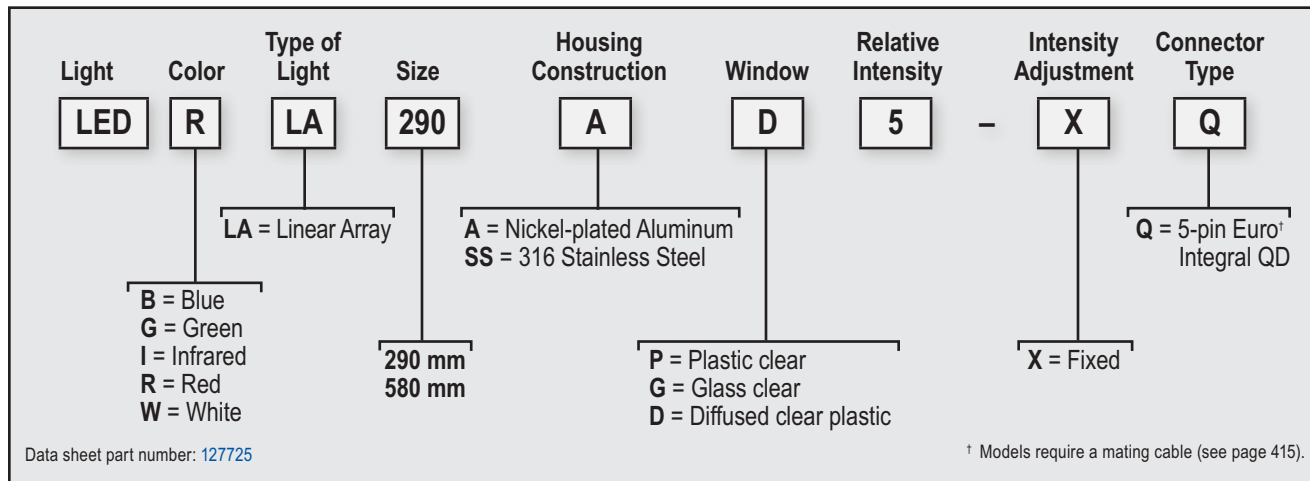 Light
Color
Type of
Light
Size
Housing
Construction
Window
Relative
Intensity
Intensity
Adjustment
Connector
Type
LED
R
LA
290
A
D
5
–
X
Q
LA = Linear Array
A = Nickel-plated Aluminum
SS = 316 Stainless Steel
Q = 5-pin Euro†
Integral QD
B = Blue
G = Green
I = Infrared
R = Red
W = White
290 mm
580 mm
P = Plastic clear
G = Glass clear
D = Diffused clear plastic
X = Fixed
Data sheet part number: 127725
† Models require a mating cable (see page 415).